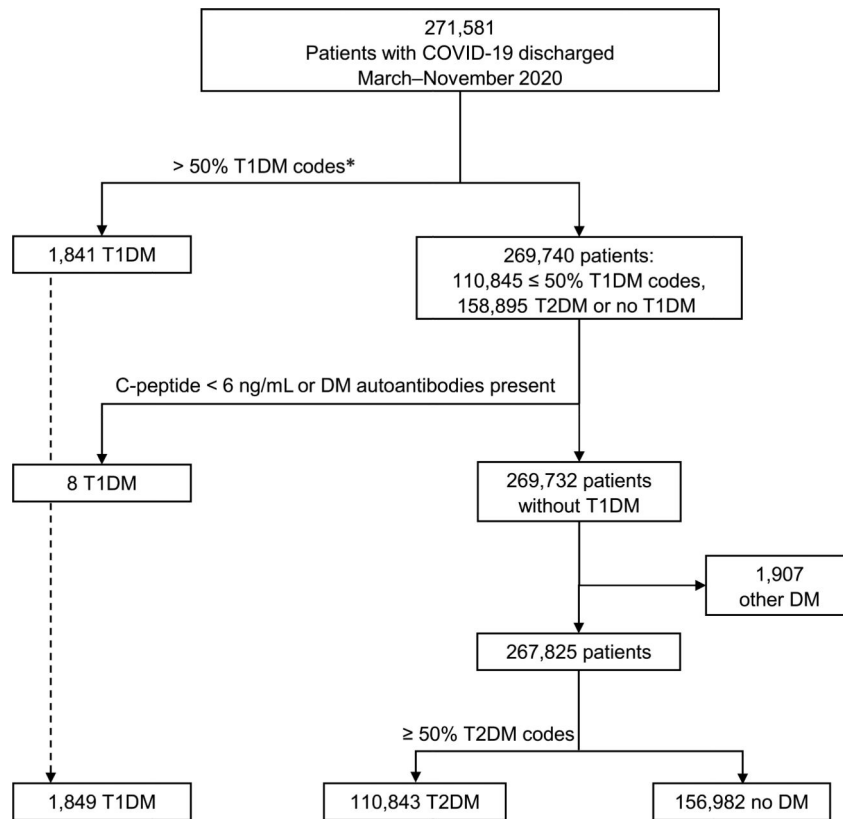 271,581
Patients with COVID-19 discharged
March–November 2020
> 50% T1DM codes*
1,841 T1DM
269,740 patients:
110,845 ≤ 50% T1DM codes,
158,895 T2DM or no T1DM
C-peptide < 6 ng/mL or DM autoantibodies present
8 T1DM
269,732 patients
without T1DM
1,907
other DM
267,825 patients
≥ 50% T2DM codes
1,849 T1DM
110,843 T2DM
156,982 no DM